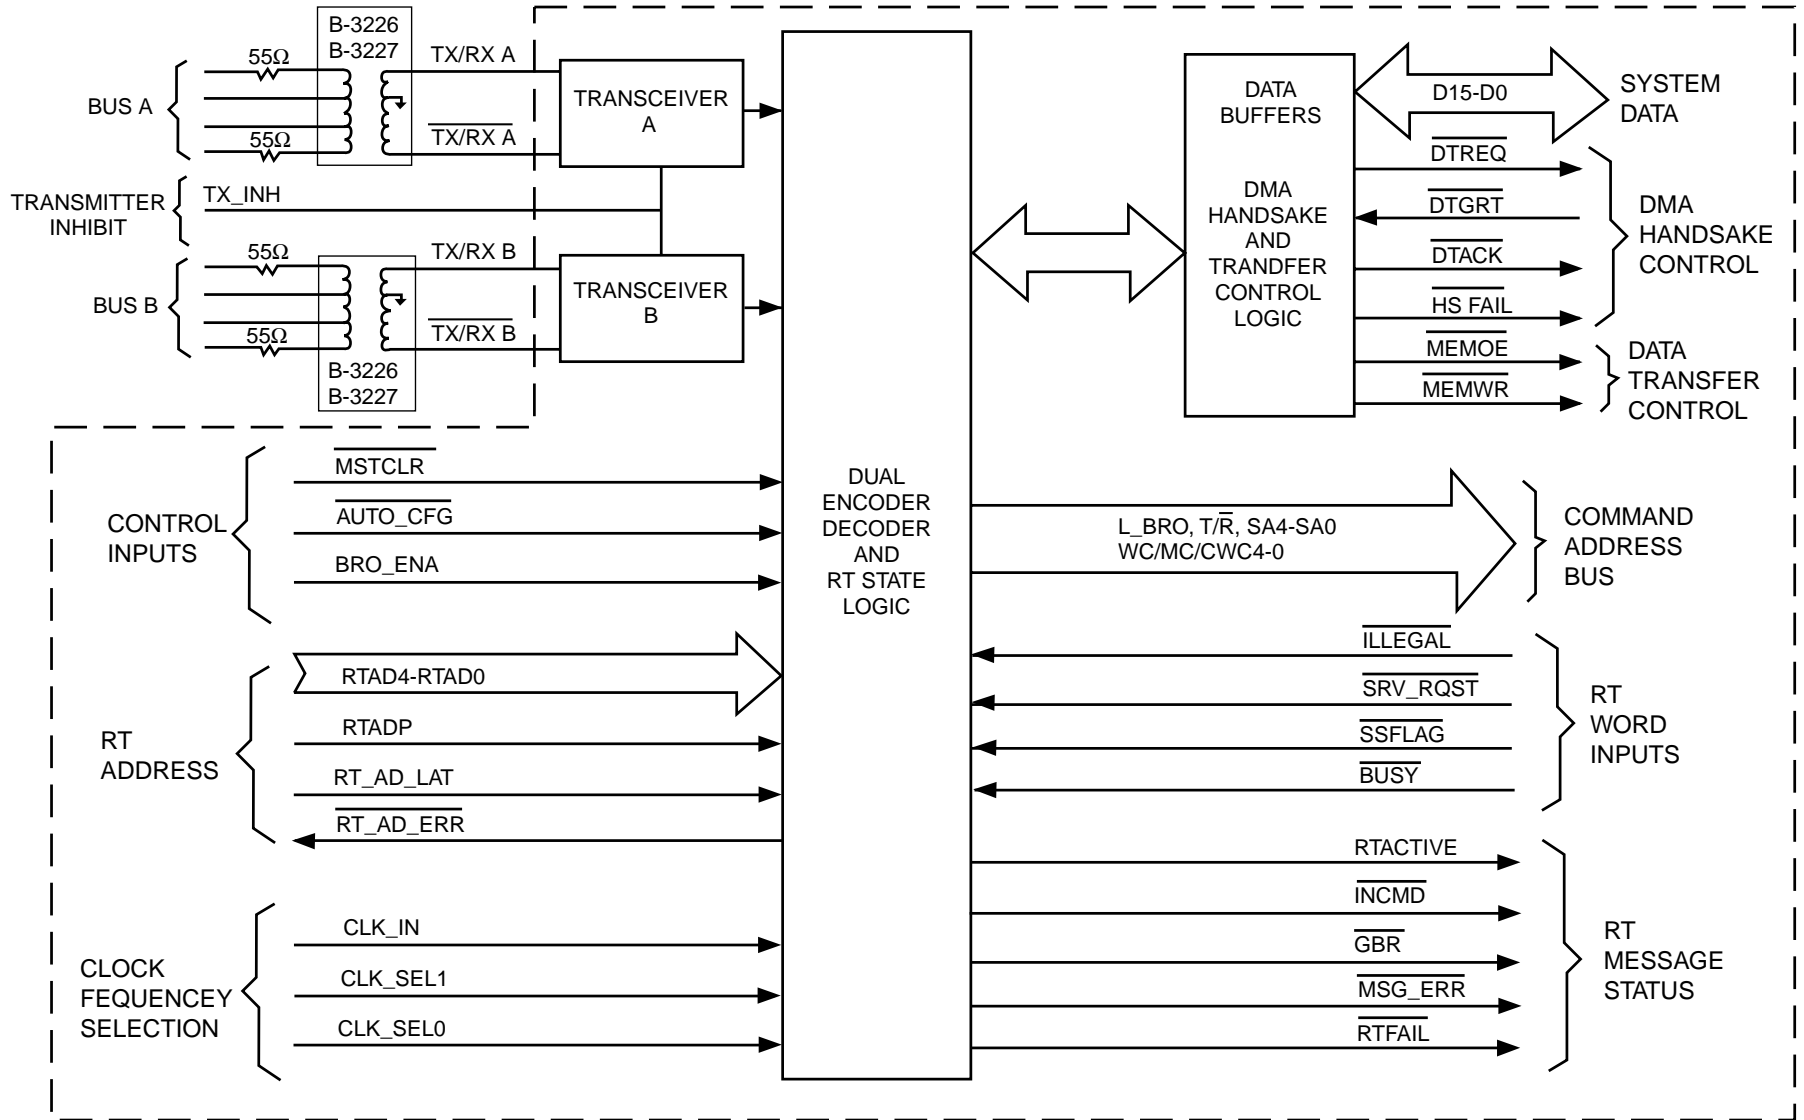 B-3226
B-3227
55Ω
BUS A
55Ω
TX/RX A
TX/RX A
TRANSCEIVER
A
TRANSMITTER
INHIBIT
TX_INH
55Ω
BUS B
55Ω
TX/RX B
TX/RX B
TRANSCEIVER
B
B-3226
B-3227
CONTROL
INPUTS
MSTCLR
AUTO_CFG
BRO_ENA
RT
ADDRESS
RTAD4-RTAD0
RTADP
RT_AD_LAT
RT_AD_ERR
CLOCK
FEQUENCEY
SELECTION
CLK_IN
CLK_SEL1
CLK_SEL0
DUAL
ENCODER
DECODER
AND
RT STATE
LOGIC
DATA
BUFFERS
DMA
HANDSAKE
AND
TRANDFER
CONTROL
LOGIC
D15-D0
SYSTEM
DATA
DTREQ
DTGRT
DTACK
HS FAIL
DMA
HANDSAKE
CONTROL
MEMOE
MEMWR
DATA
TRANSFER
CONTROL
L_BRO, T/R, SA4-SA0
WC/MC/CWC4-0
COMMAND
ADDRESS
BUS
ILLEGAL
SRV_RQST
SSFLAG
BUSY
RT
WORD
INPUTS
RTACTIVE
INCMD
GBR
MSG_ERR
RTFAIL
RT
MESSAGE
STATUS